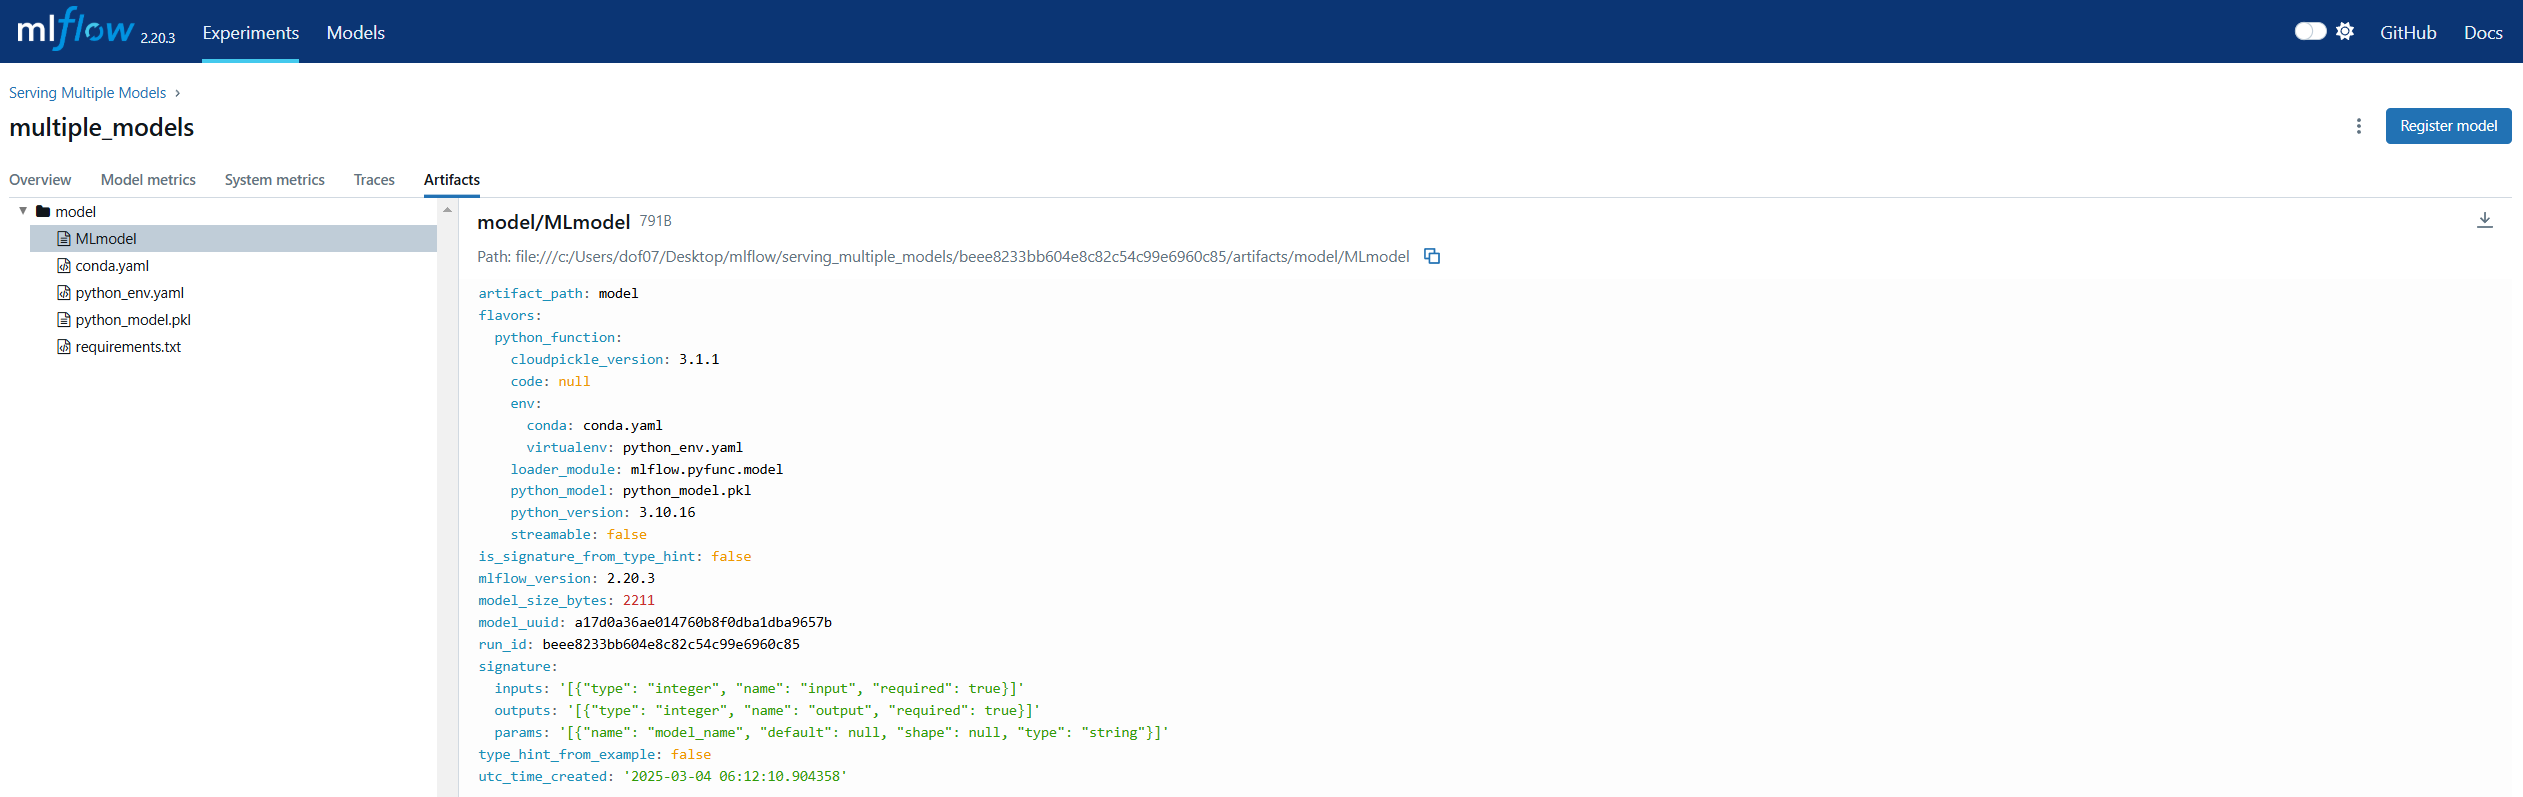 mlflow 2.20.3 Experiments Models GitHub Docs
Serving Multiple Models ›
multiple_models
Register model
Overview Model metrics System metrics Traces Artifacts
model
MLmodel
conda.yaml
python_env.yaml
python_model.pkl
requirements.txt
model/MLmodel 791B
Path: file:///c:/Users/dof07/Desktop/mlflow/serving_multiple_models/beee8233bb604e8c82c54c99e6960c85/artifacts/model/MLmodel
artifact_path: model
flavors:
  python_function:
    cloudpickle_version: 3.1.1
    code: null
    env:
      conda: conda.yaml
      virtualenv: python_env.yaml
    loader_module: mlflow.pyfunc.model
    python_model: python_model.pkl
    python_version: 3.10.16
    streamable: false
is_signature_from_type_hint: false
mlflow_version: 2.20.3
model_size_bytes: 2211
model_uuid: a17d0a36ae014760b8f0dba1dba9657b
run_id: beee8233bb604e8c82c54c99e6960c85
signature:
  inputs: '[{"type": "integer", "name": "input", "required": true}]'
  outputs: '[{"type": "integer", "name": "output", "required": true}]'
  params: '[{"name": "model_name", "default": null, "shape": null, "type": "string"}]'
type_hint_from_example: false
utc_time_created: '2025-03-04 06:12:10.904358'